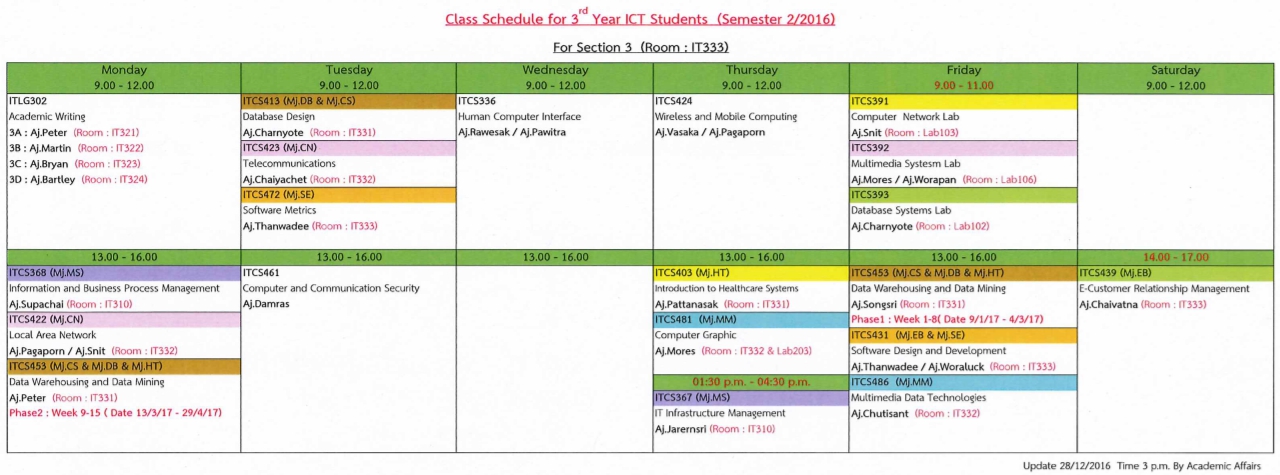 Class Schedule for 3rd Year ICT Students (Semester 2/2016)
For Section 3 (Room : IT333)
Monday
9.00 - 12.00
Tuesday
9.00 - 12.00
Wednesday
9.00 - 12.00
Thursday
9.00 - 12.00
Friday
9.00 - 11.00
Saturday
9.00 - 12.00
ITLG302
Academic Writing
3A : Aj.Peter (Room : IT321)
3B : Aj.Martin (Room : IT322)
3C : Aj.Bryan (Room : IT323)
3D : Aj.Bartley (Room : IT324)
ITCS413 (Mj.DB & Mj.CS)
Database Design
Aj.Charnyote (Room : IT331)
ITCS423 (Mj.CN)
Telecommunications
Aj.Chaiyachet (Room : IT332)
ITCS472 (Mj.SE)
Software Metrics
Aj.Thanwadee (Room : IT333)
ITCS336
Human Computer Interface
Aj.Rawesak / Aj.Pawitra
ITCS424
Wireless and Mobile Computing
Aj.Vasaka / Aj.Pagaporn
ITCS391
Computer Network Lab
Aj.Snit (Room : Lab103)
ITCS392
Multimedia Systesm Lab
Aj.Mores / Aj.Worapan (Room : Lab106)
ITCS393
Database Systems Lab
Aj.Charnyote (Room : Lab102)
13.00 - 16.00
13.00 - 16.00
13.00 - 16.00
13.00 - 16.00
13.00 - 16.00
14.00 - 17.00
ITCS368 (Mj.MS)
Information and Business Process Management
Aj.Supachai (Room : IT310)
ITCS422 (Mj.CN)
Local Area Network
Aj.Pagaporn / Aj.Snit (Room : IT332)
ITCS453 (Mj.CS & Mj.DB & Mj.HT)
Data Warehousing and Data Mining
Aj.Peter (Room : IT331)
Phase2 : Week 9-15 ( Date 13/3/17 - 29/4/17)
ITCS461
Computer and Communication Security
Aj.Damras
ITCS403 (Mj.HT)
Introduction to Healthcare Systems
Aj.Pattanasak (Room : IT331)
ITCS481 (Mj.MM)
Computer Graphic
Aj.Mores (Room : IT332 & Lab203)
01:30 p.m. - 04:30 p.m.
ITCS367 (Mj.MS)
IT Infrastructure Management
Aj.Jarernsri (Room : IT310)
ITCS453 (Mj.CS & Mj.DB & Mj.HT)
Data Warehousing and Data Mining
Aj.Songsri (Room : IT331)
Phase1 : Week 1-8( Date 9/1/17 - 4/3/17)
ITCS431 (Mj.EB & Mj.SE)
Software Design and Development
Aj.Thanwadee / Aj.Woraluck (Room : IT333)
ITCS486 (Mj.MM)
Multimedia Data Technologies
Aj.Chutisant (Room : IT332)
ITCS439 (Mj.EB)
E-Customer Relationship Management
Aj.Chaivatna (Room : IT333)
Update 28/12/2016 Time 3 p.m. By Academic Affairs